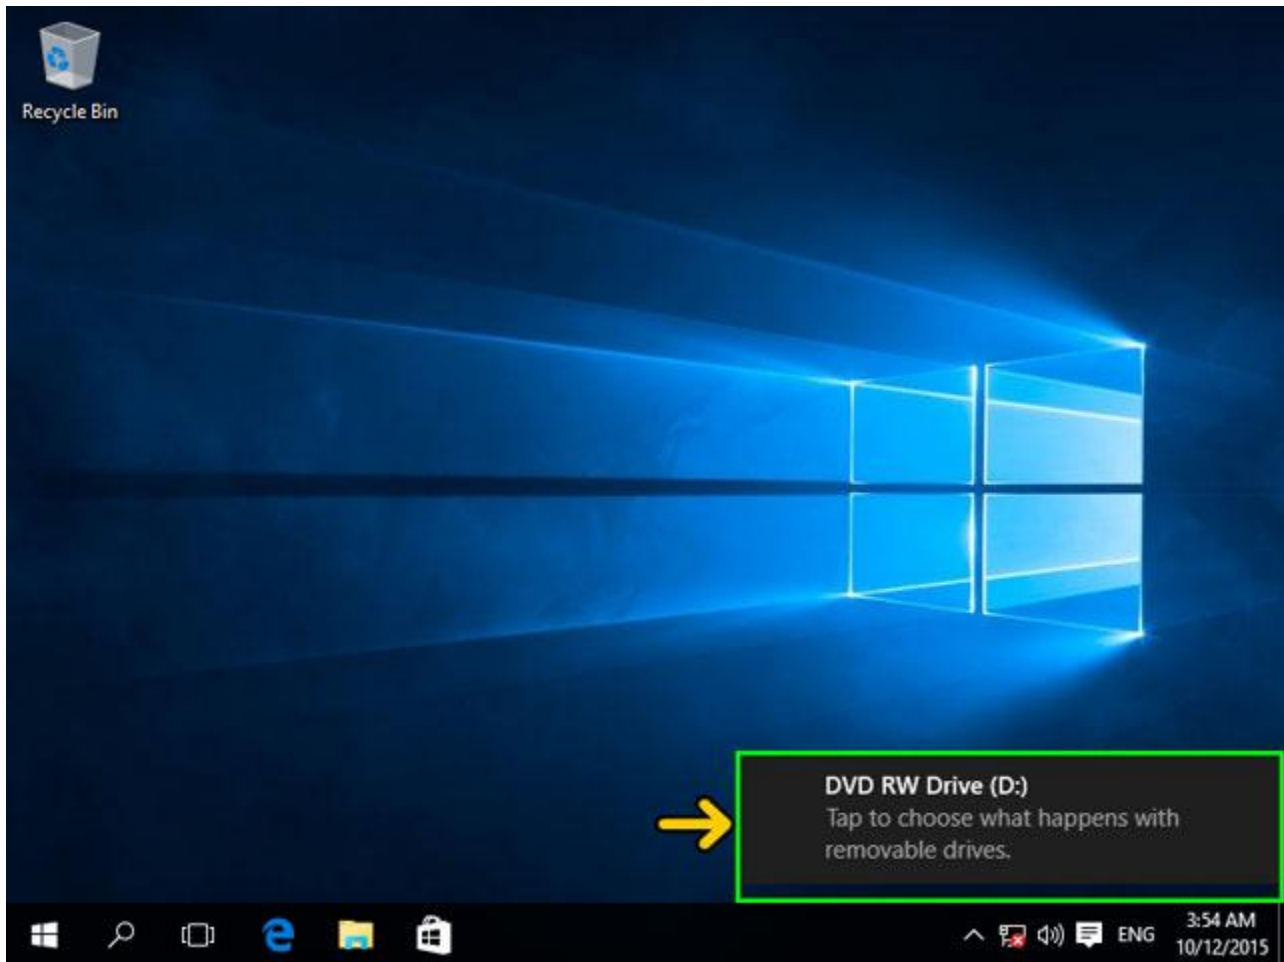 Recycle Bin
DVD RW Drive (D:)
Tap to choose what happens with
removable drives.
ENG
3:54 AM
10/12/2015